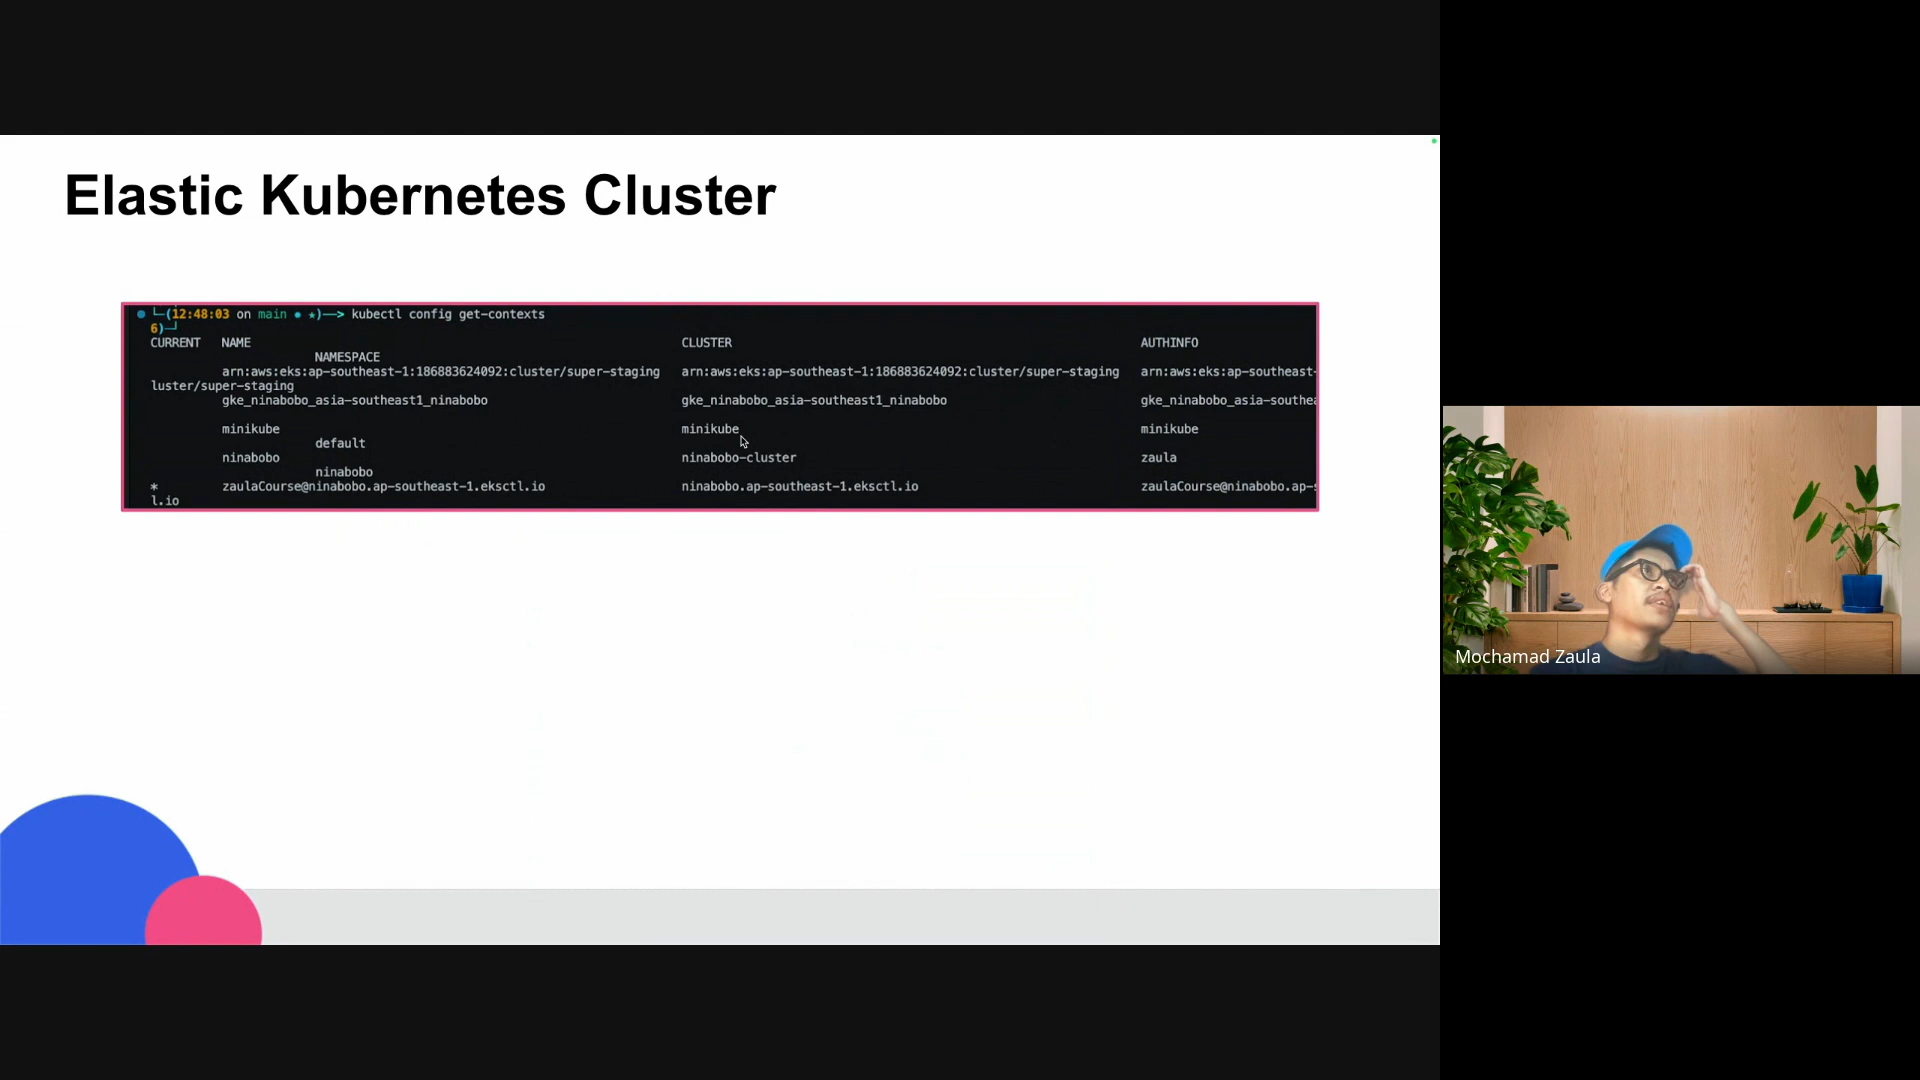 Elastic Kubernetes Cluster
└─(12:48:03 on main ● ★)──> kubectl config get-contexts
6)─┘
CURRENT NAME CLUSTER AUTHINFO
NAMESPACE
arn:aws:eks:ap-southeast-1:186883624092:cluster/super-staging arn:aws:eks:ap-southeast-1:186883624092:cluster/super-staging arn:aws:eks:ap-southeast-
luster/super-staging
gke_ninabobo_asia-southeast1_ninabobo gke_ninabobo_asia-southeast1_ninabobo gke_ninabobo_asia-southea
minikube minikube minikube
default
ninabobo ninabobo-cluster zaula
ninabobo
* zaulaCourse@ninabobo.ap-southeast-1.eksctl.io ninabobo.ap-southeast-1.eksctl.io zaulaCourse@ninabobo.ap-s
l.io
Mochamad Zaula